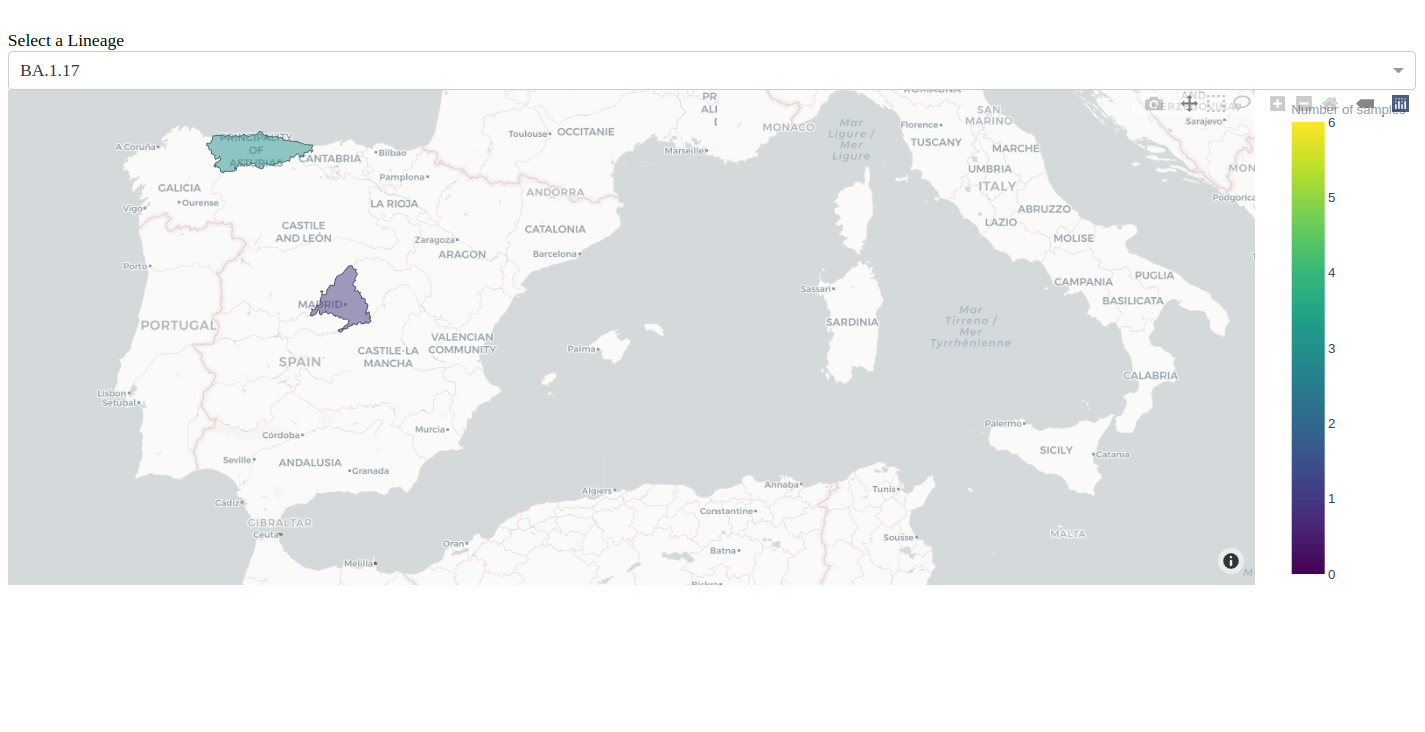 Select a Lineage
BA.1.17
Number of samples
6
5
4
3
2
1
0
PR
ALI
MONACO
Mar
Ligure /
Mer
Ligure
Florence
SAN
MARINO
Sarajevo
Toulouse
OCCITANIE
Marseille
TUSCANY
MARCHE
UMBRIA
ITALY
MON
Podgorica
A Coruña
PRINCIPALITY
OF
ASTURIAS
CANTABRIA
Bilbao
Pamplona
ANDORRA
GALICIA
Ourense
Vigo
LA RIOJA
CASTILE
AND LEÓN
Zaragoza
ARAGON
CATALONIA
Barcelona
ABRUZZO
LAZIO
MOLISE
Porto
Sassari
CAMPANIA
PUGLIA
BASILICATA
MADRID
PORTUGAL
SARDINIA
Mar
Tirreno /
Mer
Tyrrhénienne
VALENCIAN
COMMUNITY
CASTILE-LA
MANCHA
SPAIN
Palma
CALABRIA
Lisbon
Setúbal
Córdoba
Murcia
Palermo
SICILY
Catania
Seville
ANDALUSIA
Granada
Cádiz
GIBRALTAR
Ceuta
Melilla
Oran
Algiers
Annaba
Constantine
Batna
Biskra
Tunis
Sousse
MALTA